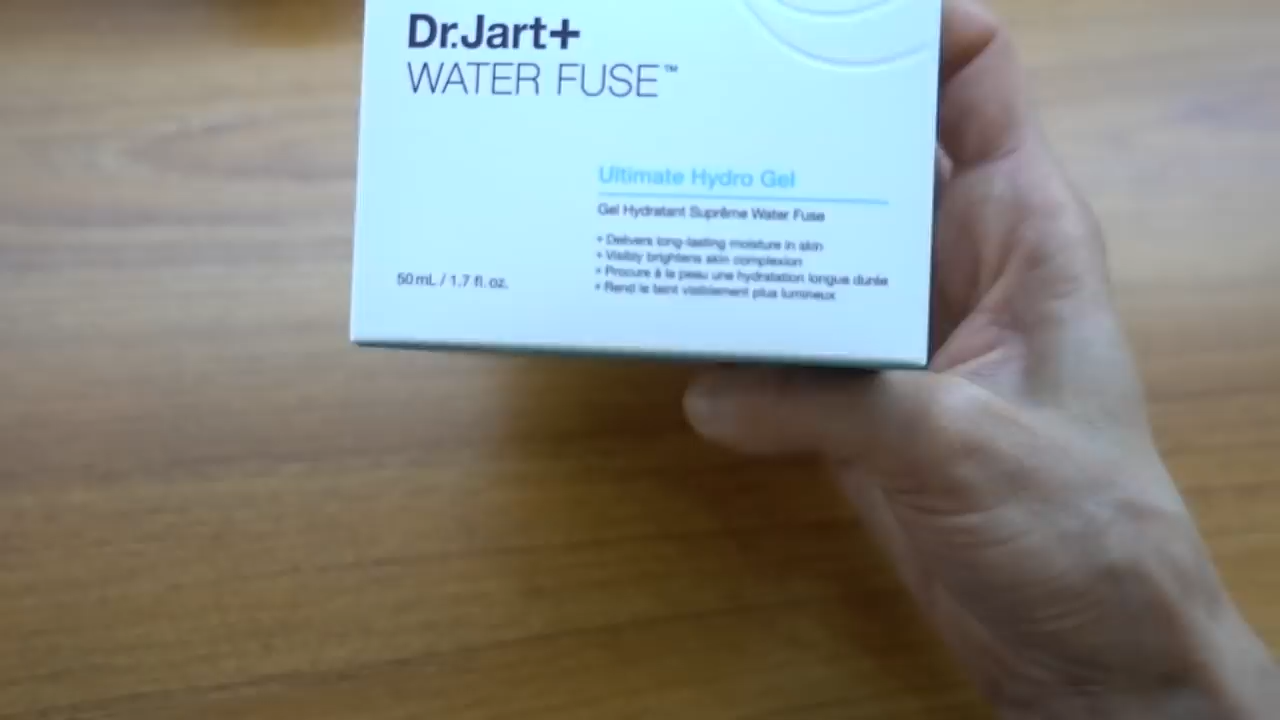 Dr.Jart+
WATER FUSE™
Ultimate Hydro Gel
Gel Hydratant Suprême Water Fuse
• Delivers long-lasting moisture in skin
• Visibly brightens skin complexion
• Procure à la peau une hydratation longue durée
• Rend le teint visiblement plus lumineux
50 mL / 1.7 fl. oz.